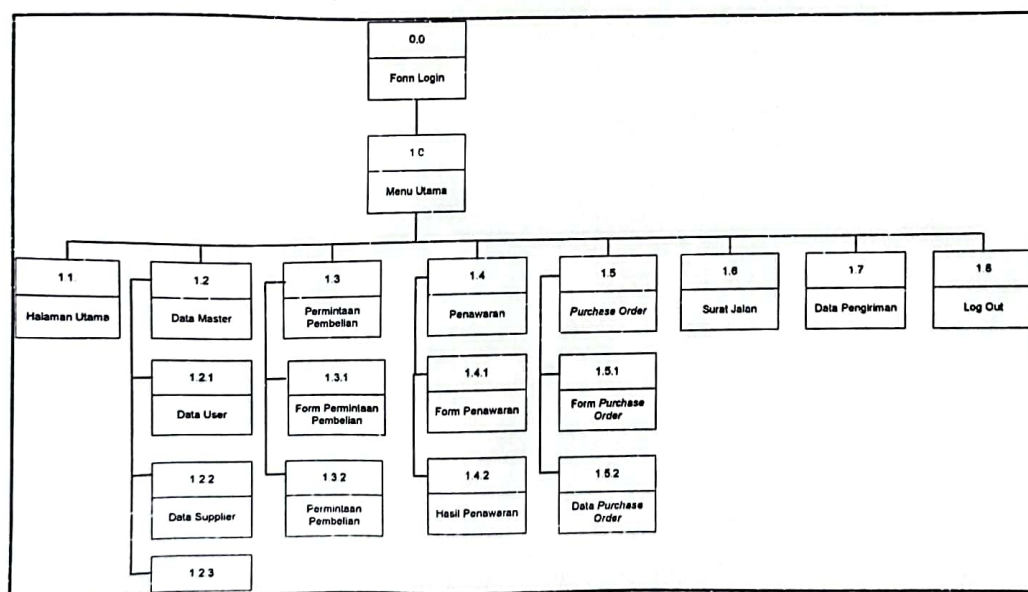 0.0
Form Login
1.0
Menu Utama
1.1.
Halaman Utama
1.2
Data Master
1.3
Permintaan
Pembelian
1.4
Penawaran
1.5
Purchase Order
1.6
Surat Jalan
1.7
Data Pengiriman
1.8
Log Out
1.2.1
Data User
1.3.1
Form Permintaan
Pembelian
1.4.1
Form Penawaran
1.5.1
Form Purchase
Order
1.2.2
Data Supplier
1.3.2
Permintaan
Pembelian
1.4.2
Hasil Penawaran
1.5.2
Data Purchase
Order
1.2.3